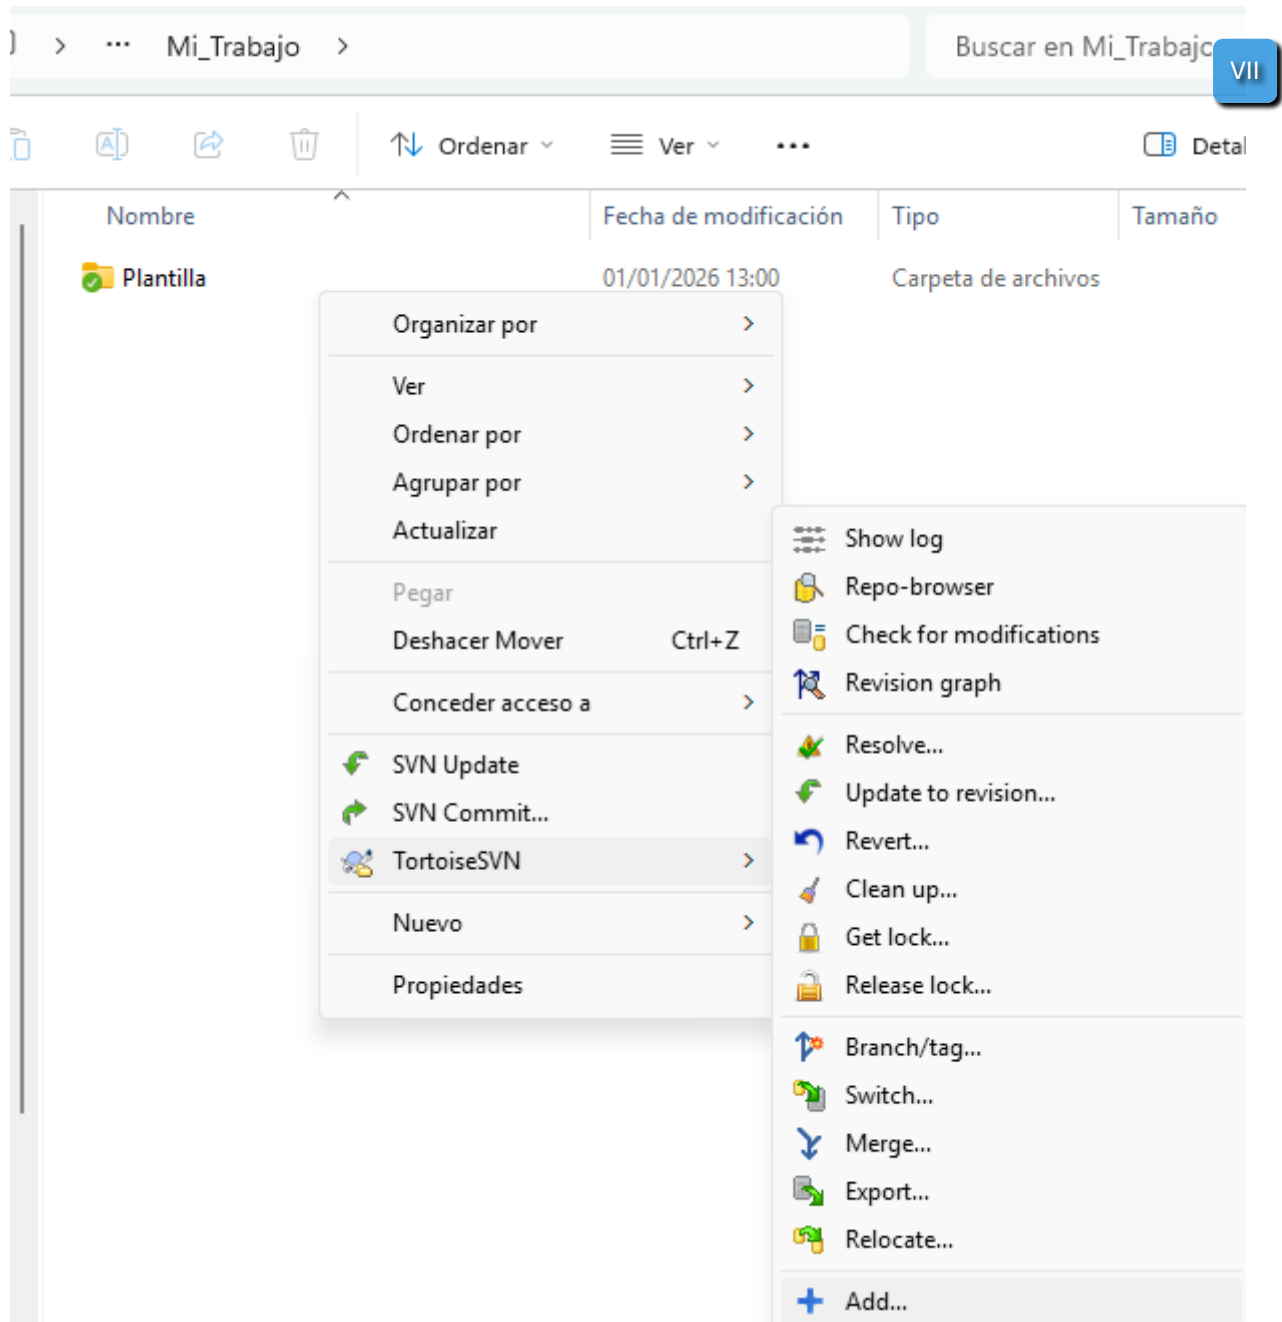 Mi_Trabajo
Buscar en Mi_Trabajo
VII
Ordenar
Ver
Nombre
Fecha de modificación
Tipo
Tamaño
Plantilla
01/01/2026 13:00
Carpeta de archivos
Organizar por
Ver
Ordenar por
Agrupar por
Actualizar
Pegar
Deshacer Mover Ctrl+Z
Conceder acceso a
SVN Update
SVN Commit...
TortoiseSVN
Nuevo
Propiedades
Show log
Repo-browser
Check for modifications
Revision graph
Resolve...
Update to revision...
Revert...
Clean up...
Get lock...
Release lock...
Branch/tag...
Switch...
Merge...
Export...
Relocate...
Add...